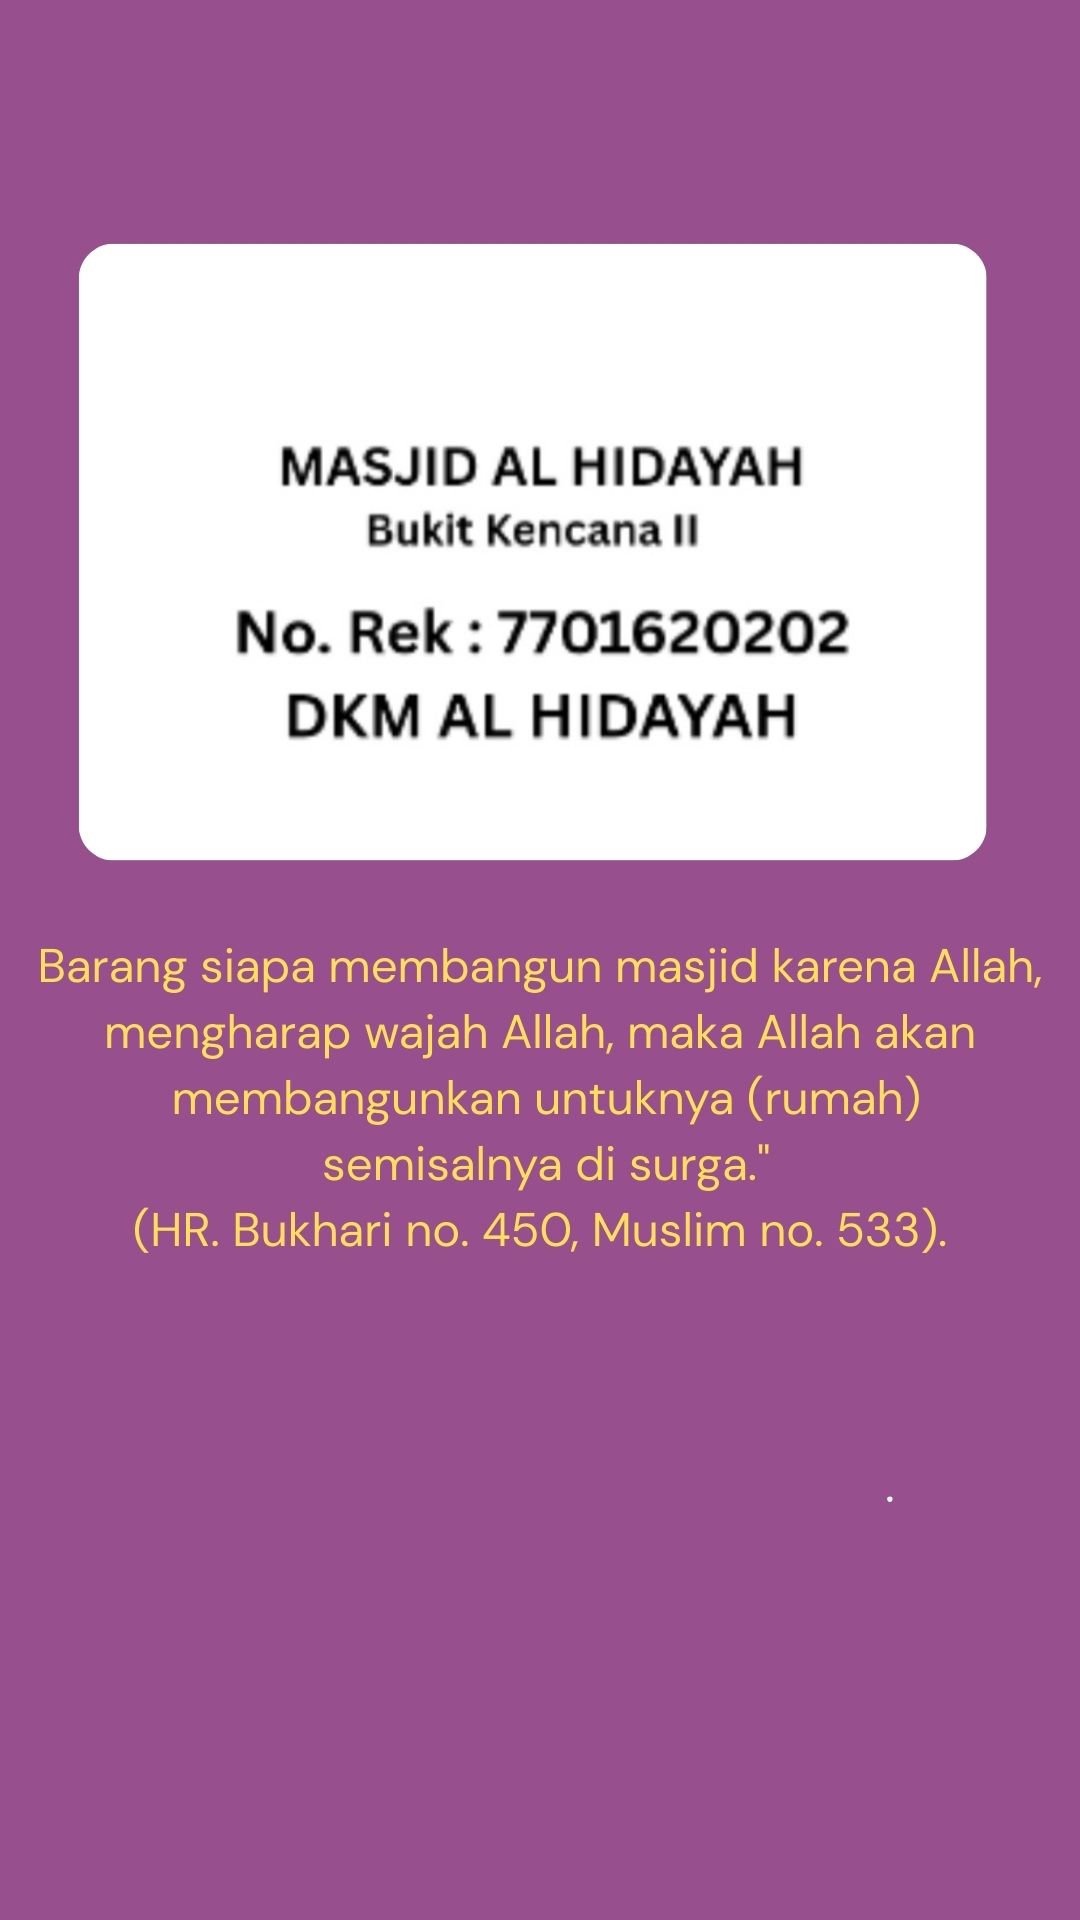 MASJID AL HIDAYAH
Bukit Kencana II
No. Rek : 7701620202
DKM AL HIDAYAH
Barang siapa membangun masjid karena Allah,
mengharap wajah Allah, maka Allah akan
membangunkan untuknya (rumah)
semisalnya di surga."
(HR. Bukhari no. 450, Muslim no. 533).
.